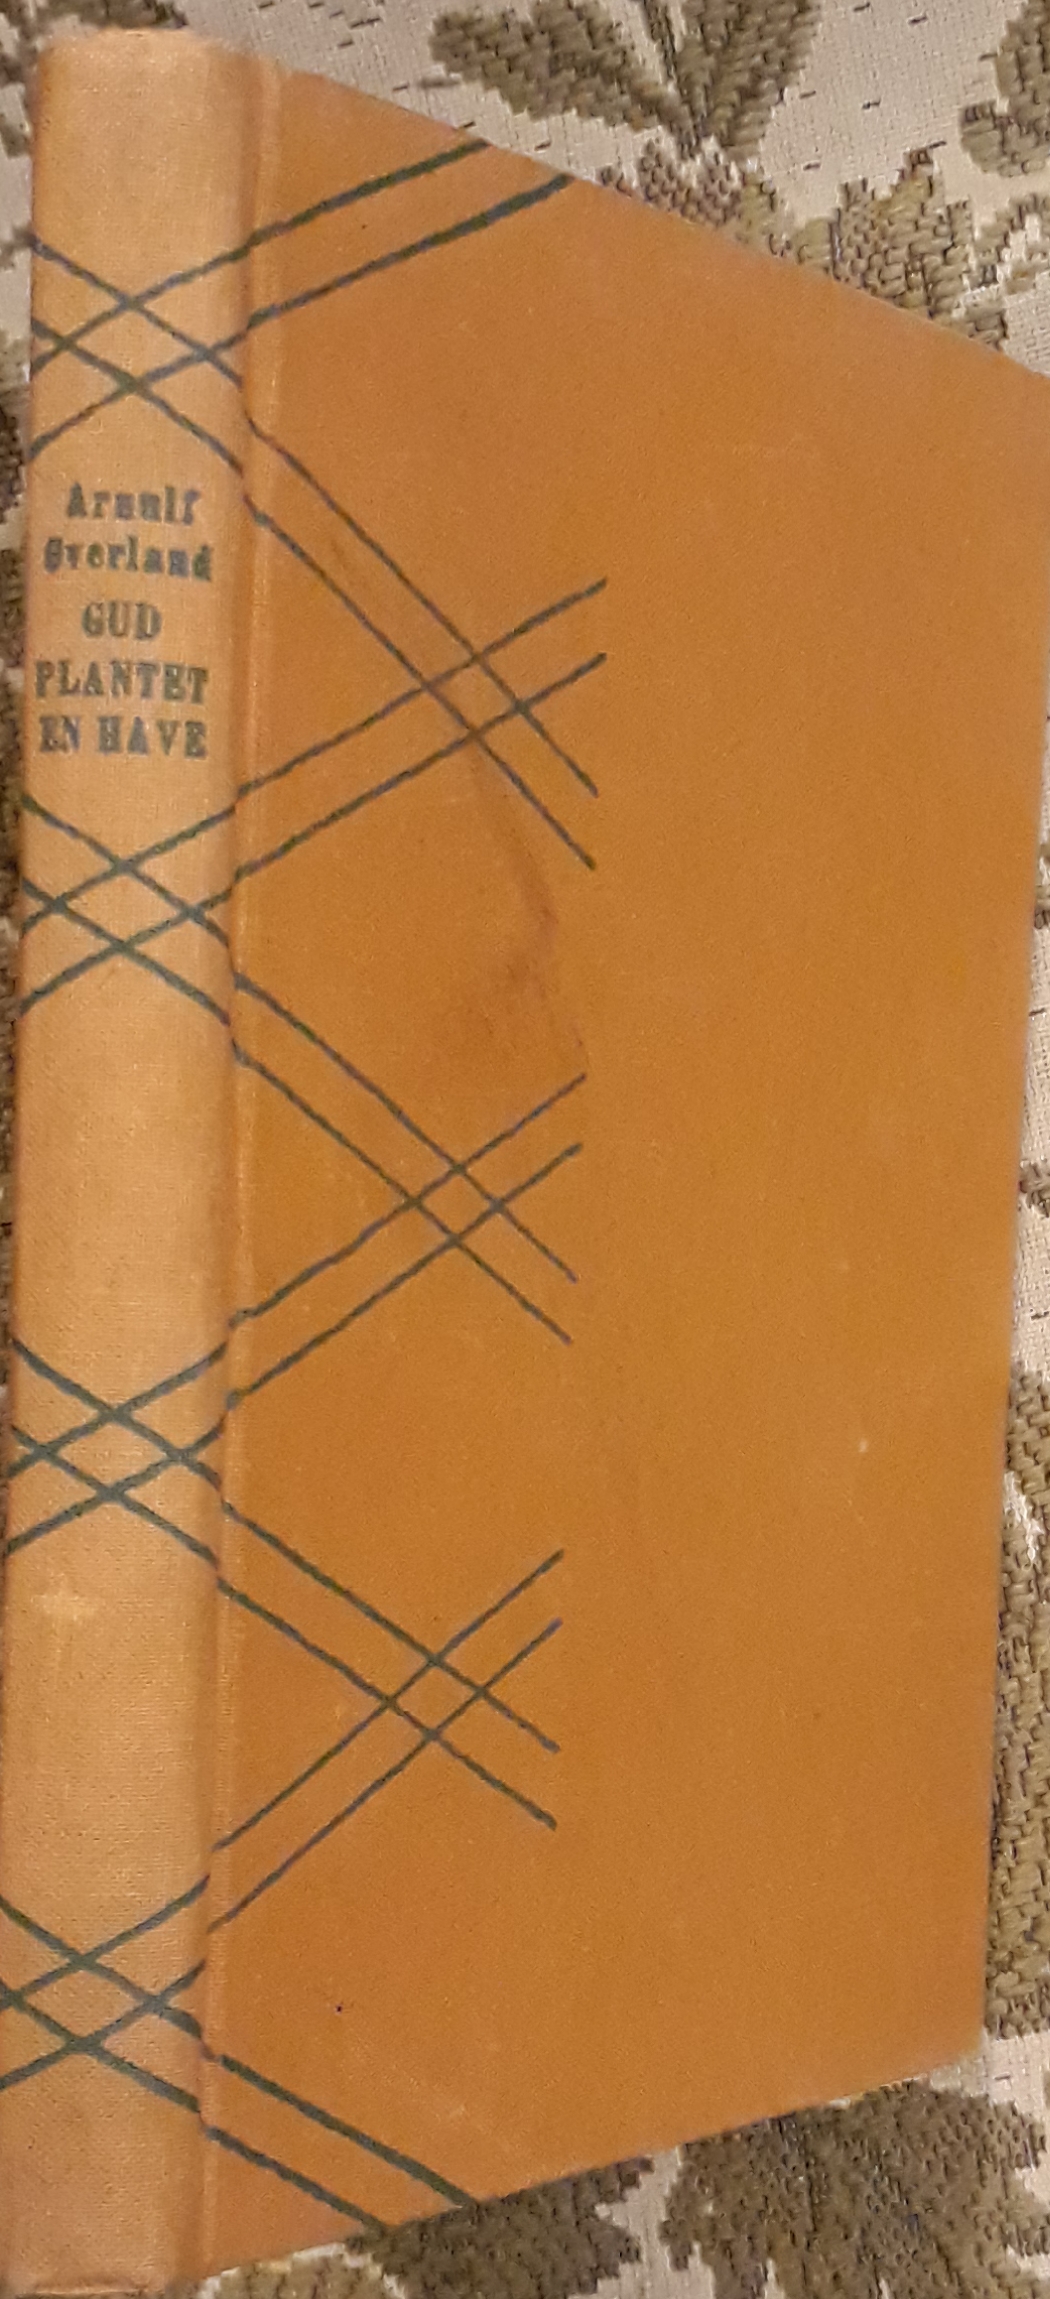 Arnulf
Øverland
GUD
PLANTET
EN HAVE